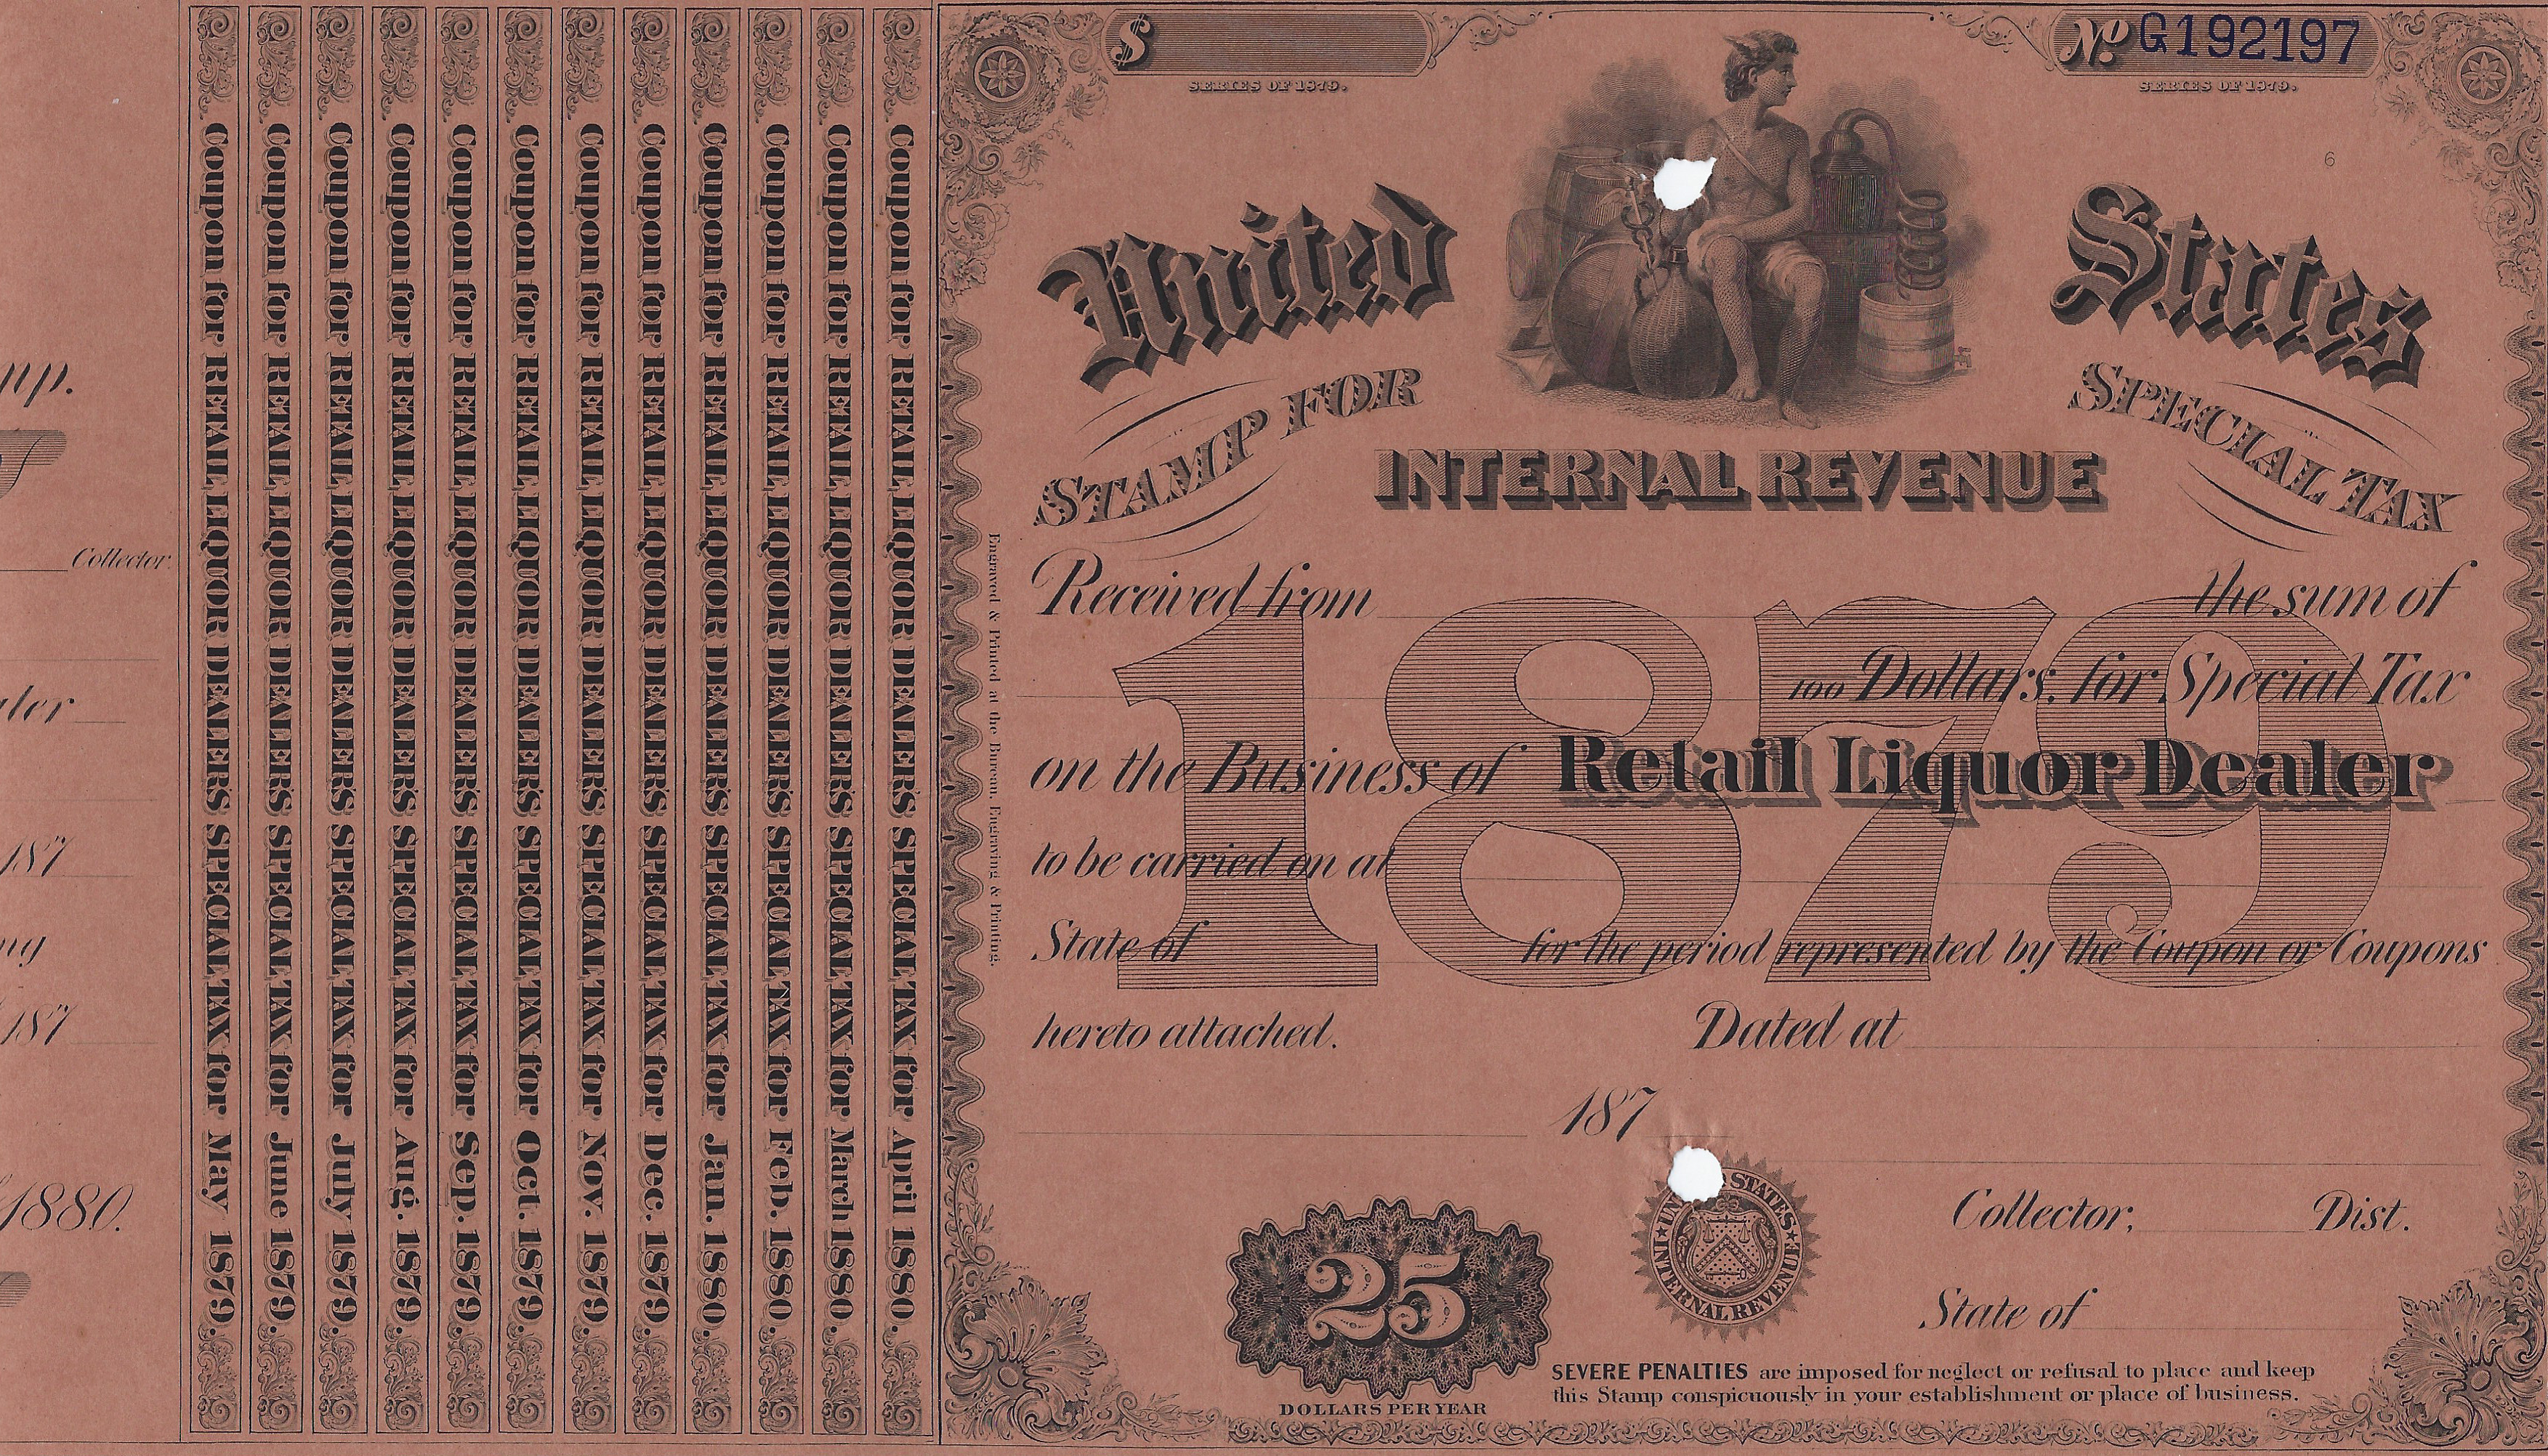 mp.
Collector.
aler
187
ng
187
1880.
Coupon for RETAIL LIQUOR DEALER'S SPECIAL TAX for May 1879.
Coupon for RETAIL LIQUOR DEALER'S SPECIAL TAX for June 1879.
Coupon for RETAIL LIQUOR DEALER'S SPECIAL TAX for July 1879.
Coupon for RETAIL LIQUOR DEALER'S SPECIAL TAX for Aug. 1879.
Coupon for RETAIL LIQUOR DEALER'S SPECIAL TAX for Sep. 1879.
Coupon for RETAIL LIQUOR DEALER'S SPECIAL TAX for Oct. 1879.
Coupon for RETAIL LIQUOR DEALER'S SPECIAL TAX for Nov. 1879.
Coupon for RETAIL LIQUOR DEALER'S SPECIAL TAX for Dec. 1879.
Coupon for RETAIL LIQUOR DEALER'S SPECIAL TAX for Jan. 1880.
Coupon for RETAIL LIQUOR DEALER'S SPECIAL TAX for Feb. 1880.
Coupon for RETAIL LIQUOR DEALER'S SPECIAL TAX for March 1880.
Coupon for RETAIL LIQUOR DEALER'S SPECIAL TAX for April 1880.
Engraved & Printed at the Bureau, Engraving & Printing.
$
SERIES OF 1879.
No. G192197
SERIES OF 1879.
6
United States
STAMP FOR SPECIAL TAX
INTERNAL REVENUE
1879
Received from the sum of
100 Dollars, for Special Tax
on the Business of Retail Liquor Dealer
to be carried on at
State of for the period represented by the Coupon or Coupons
hereto attached. Dated at
187
UN STATES INTERNAL REVENUE
Collector, Dist.
State of
25
DOLLARS PER YEAR
SEVERE PENALTIES are imposed for neglect or refusal to place and keep
this Stamp conspicuously in your establishment or place of business.